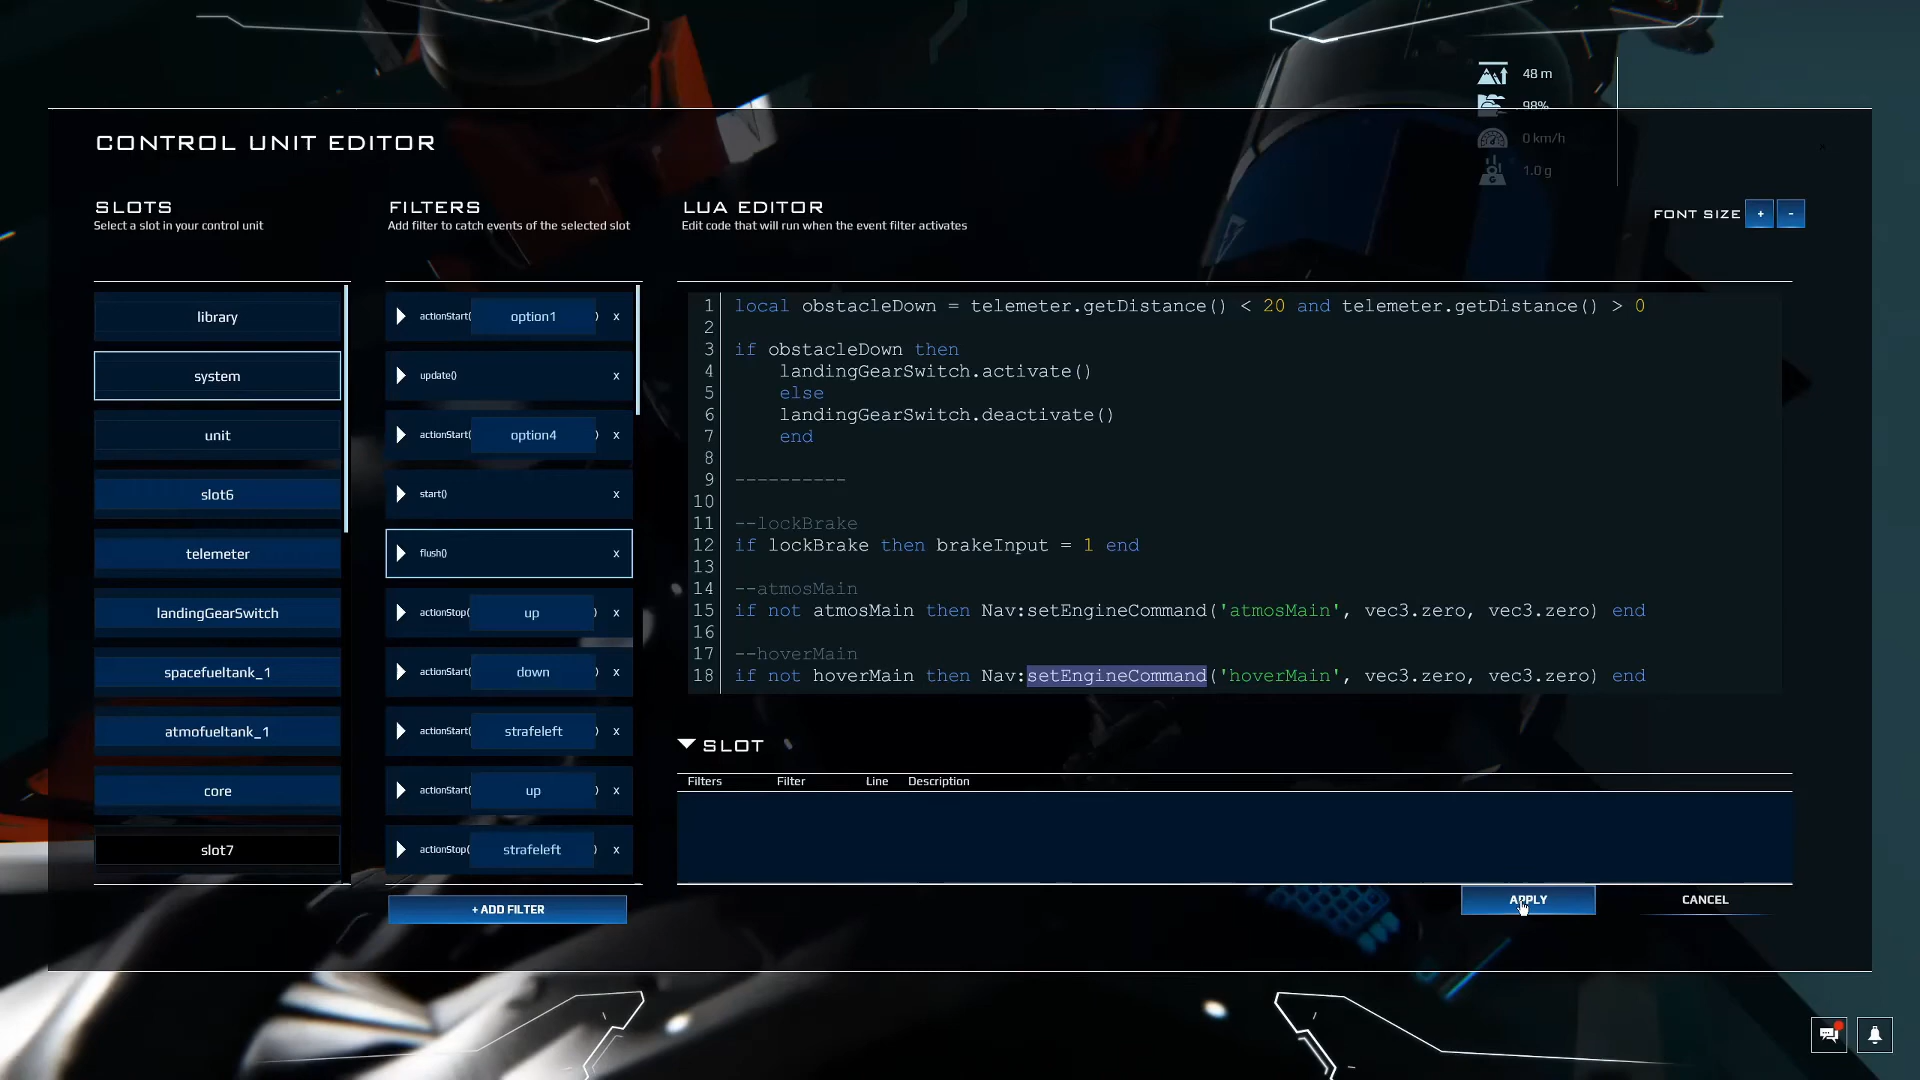 48 m
98%
0 km/h
1.0 g
CONTROL UNIT EDITOR
SLOTS
Select a slot in your control unit
library
system
unit
slot6
telemeter
landingGearSwitch
spacefueltank_1
atmofueltank_1
core
slot7
FILTERS
Add filter to catch events of the selected slot
actionStart( option1 ) x
update() x
actionStart( option4 ) x
start() x
flush() x
actionStop( up ) x
actionStart( down ) x
actionStart( strafeleft ) x
actionStart( up ) x
actionStop( strafeleft ) x
+ ADD FILTER
LUA EDITOR
Edit code that will run when the event filter activates
FONT SIZE + -
1 local obstacleDown = telemeter.getDistance() < 20 and telemeter.getDistance() > 0
2
3 if obstacleDown then
4 landingGearSwitch.activate()
5 else
6 landingGearSwitch.deactivate()
7 end
8
9 ----------
10
11 --lockBrake
12 if lockBrake then brakeInput = 1 end
13
14 --atmosMain
15 if not atmosMain then Nav:setEngineCommand('atmosMain', vec3.zero, vec3.zero) end
16
17 --hoverMain
18 if not hoverMain then Nav:setEngineCommand('hoverMain', vec3.zero, vec3.zero) end
SLOT
Filters Filter Line Description
APPLY
CANCEL